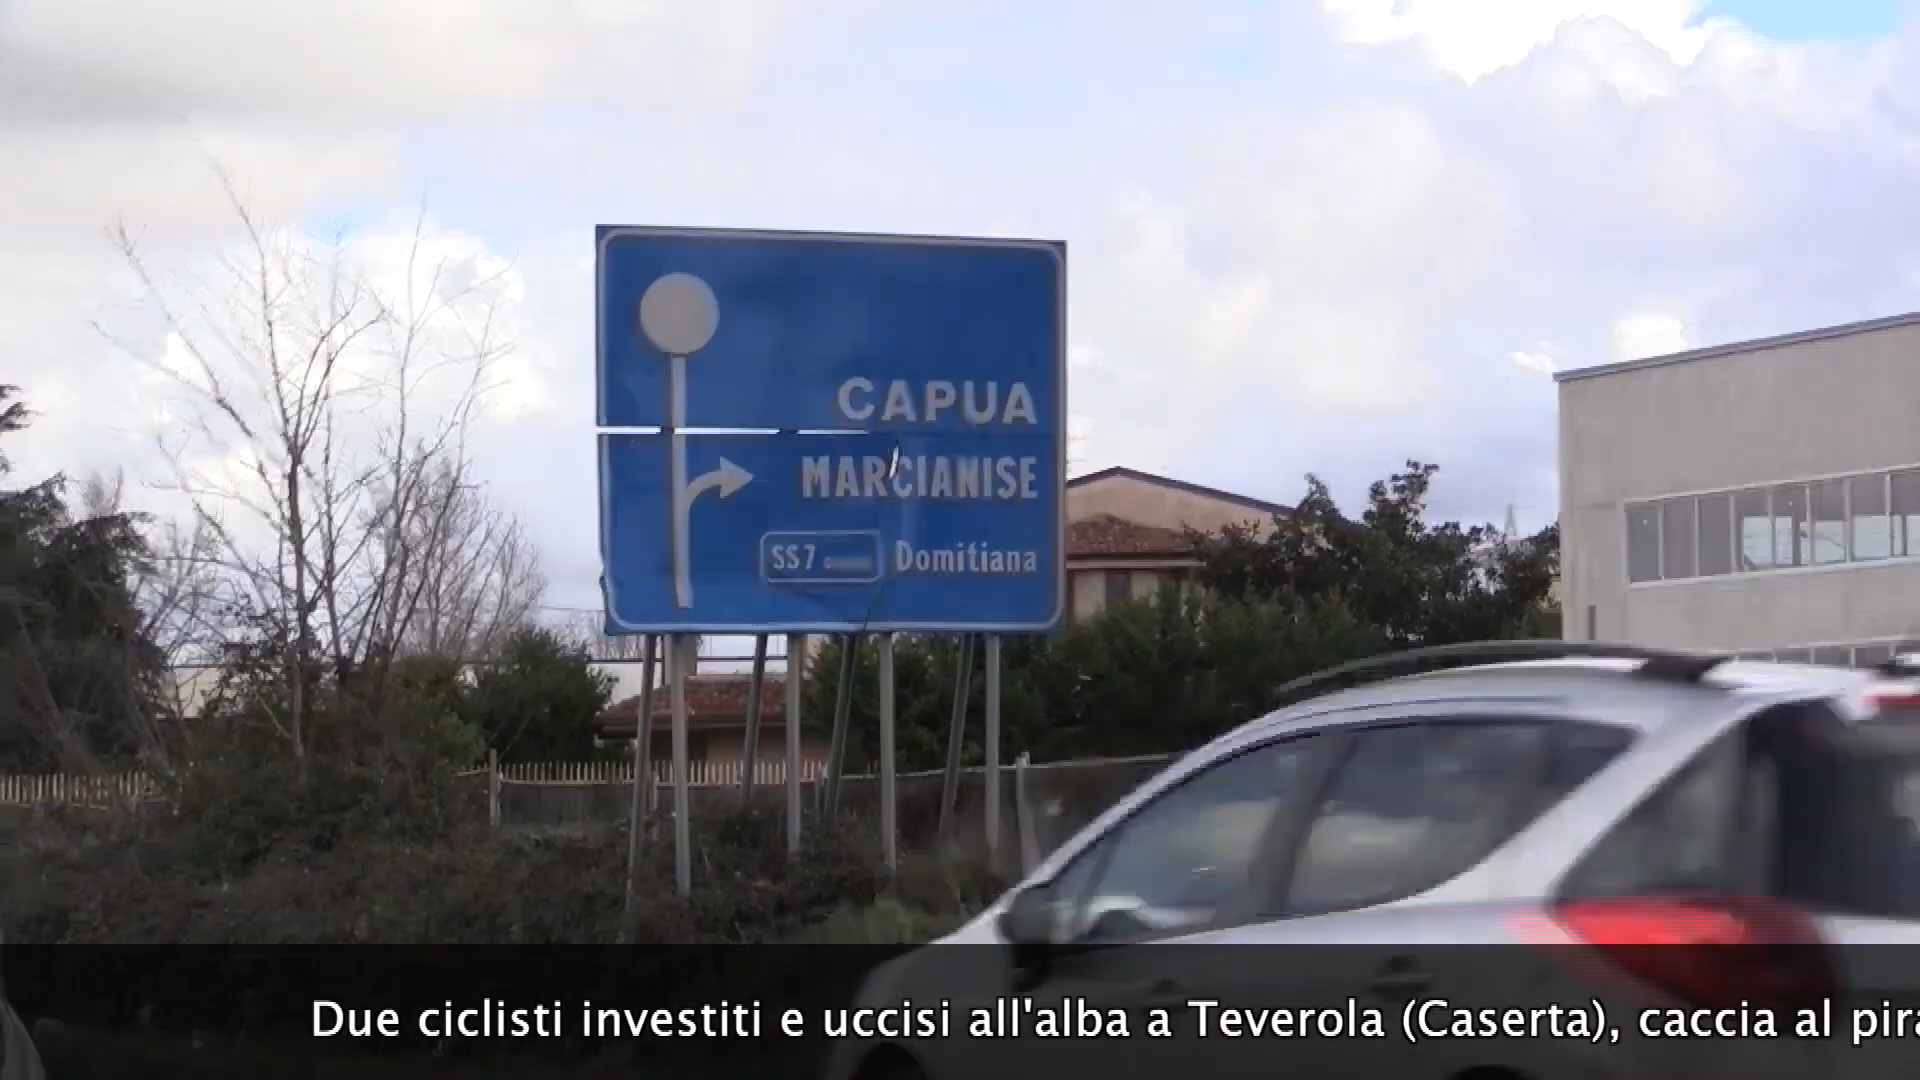 CAPUA
MARCIANISE
SS7 Domitiana
Due ciclisti investiti e uccisi all'alba a Teverola (Caserta), caccia al pira